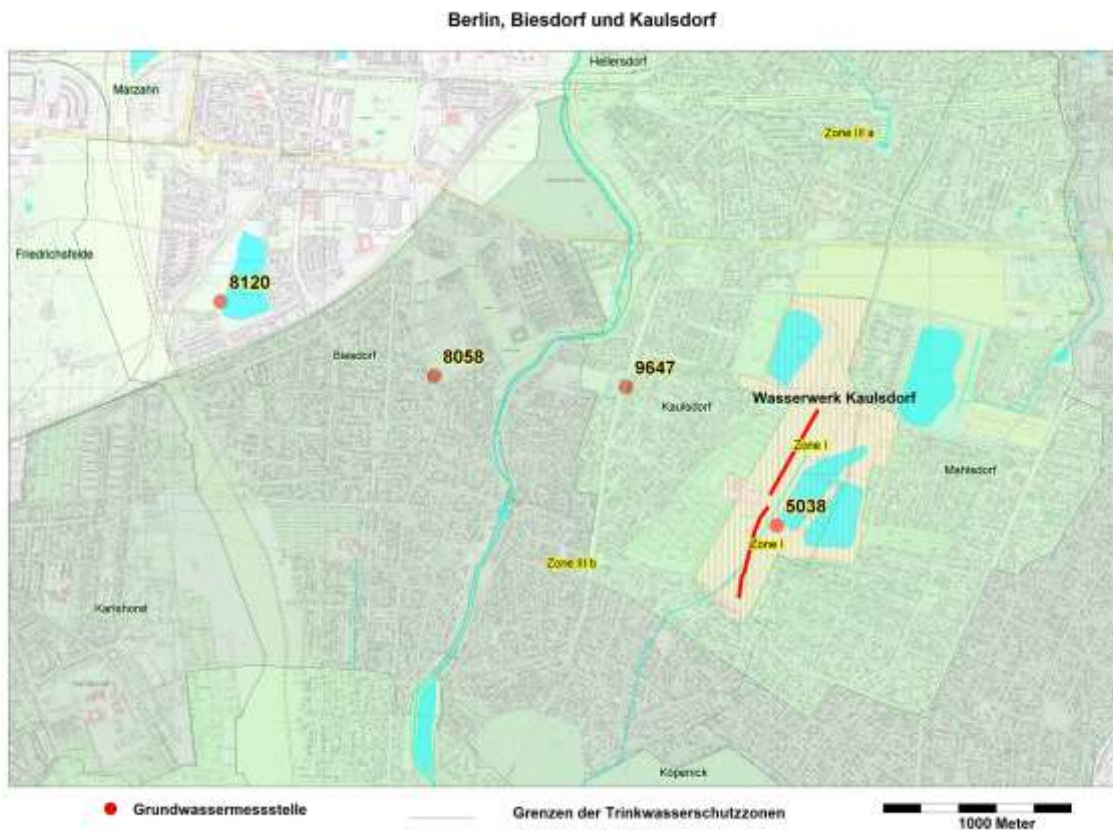 Berlin, Biesdorf und Kaulsdorf
Hellersdorf
Marzahn
Zone III a
Friedrichsfelde
8120
Biesdorf
8058
9647
Kaulsdorf
Wasserwerk Kaulsdorf
Zone I
Mahlsdorf
5038
Zone I
Zone III b
Karlshorst
Köpenick
Grundwassermessstelle
Grenzen der Trinkwasserschutzzonen
1000 Meter